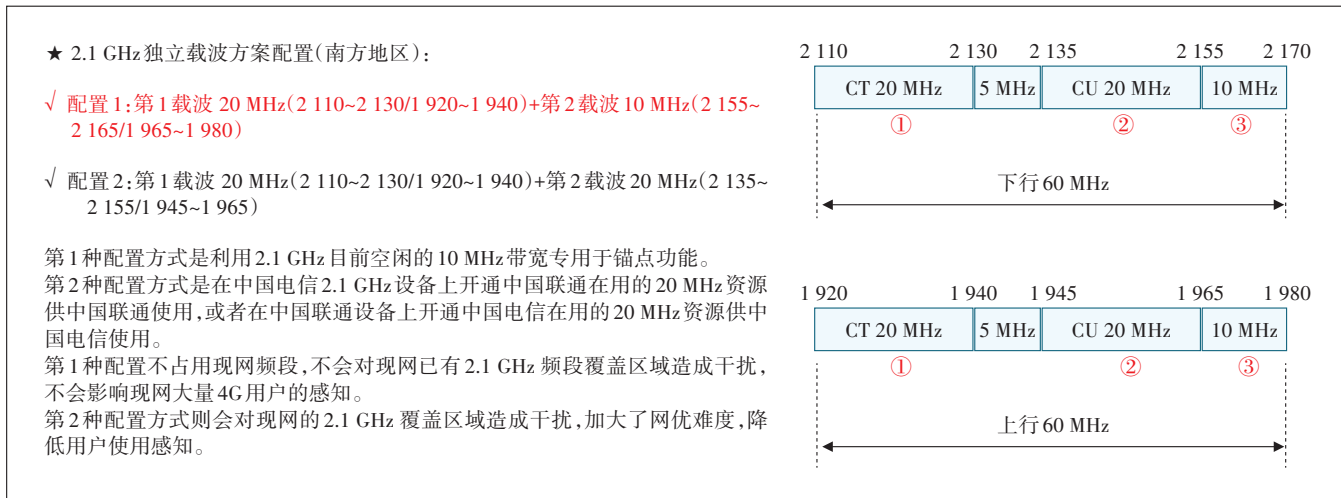 ★ 2.1 GHz独立载波方案配置(南方地区):
√ 配置1:第1载波 20 MHz(2 110~2 130/1 920~1 940)+第2载波10 MHz(2 155~
2 165/1 965~1 980)
√ 配置2:第1载波 20 MHz(2 110~2 130/1 920~1 940)+第2载波20 MHz(2 135~
2 155/1 945~1 965)
第1种配置方式是利用2.1 GHz目前空闲的10 MHz带宽专用于锚点功能。
第2种配置方式是在中国电信2.1 GHz设备上开通中国联通在用的20 MHz资源
供中国联通使用,或者在中国联通设备上开通中国电信在用的20 MHz资源供中
国电信使用。
第1种配置不占用现网频段,不会对现网已有2.1 GHz 频段覆盖区域造成干扰,
不会影响现网大量4G用户的感知。
第2种配置方式则会对现网的2.1 GHz 覆盖区域造成干扰,加大了网优难度,降
低用户使用感知。
2 110 2 130 2 135 2 155 2 170
CT 20 MHz 5 MHz CU 20 MHz 10 MHz
① ② ③
下行60 MHz
1 920 1 940 1 945 1 965 1 980
CT 20 MHz 5 MHz CU 20 MHz 10 MHz
① ② ③
上行60 MHz